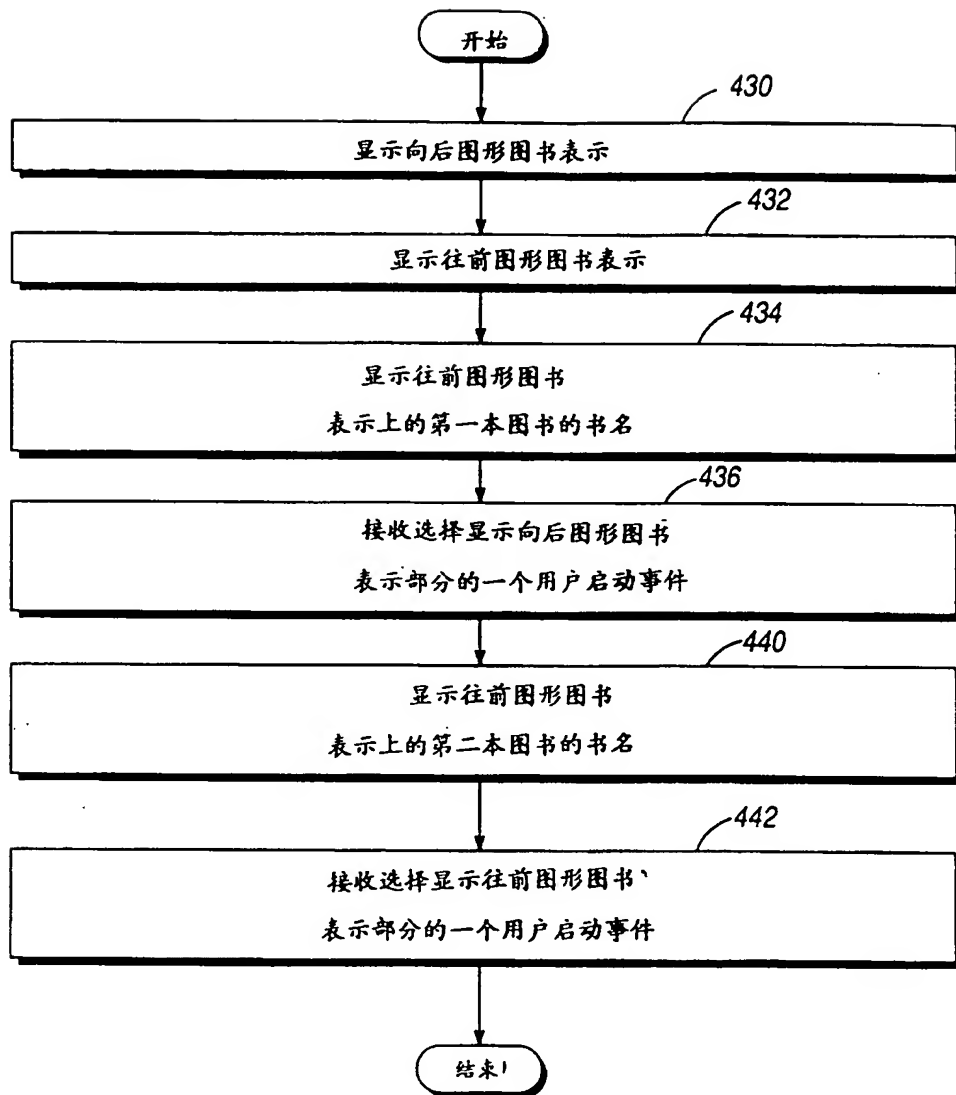 开始
430
显示向后图形图书表示
432
显示往前图形图书表示
434
显示往前图形图书
表示上的第一本图书的书名
436
接收选择显示向后图形图书
表示部分的一个用户启动事件
440
显示往前图形图书
表示上的第二本图书的书名
442
接收选择显示往前图形图书
表示部分的一个用户启动事件
结束